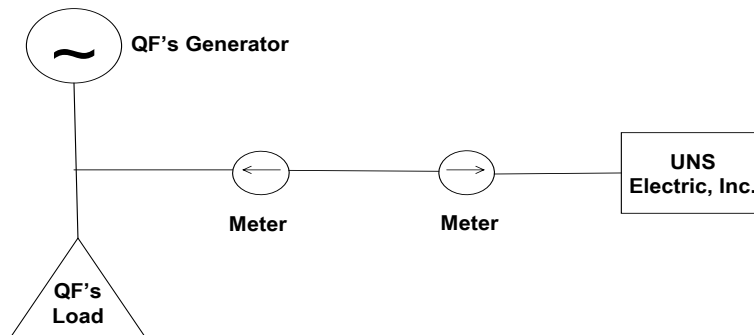 QF’s Generator
UNS
Electric, Inc.
Meter
Meter
QF’s
Load